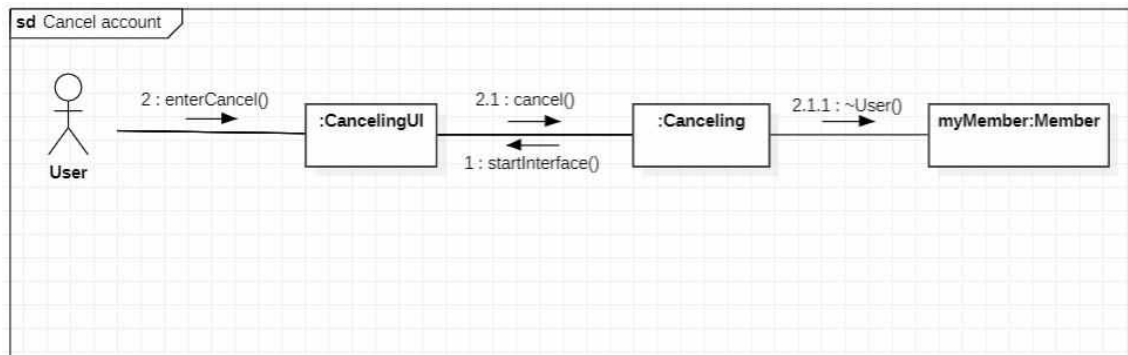 sd Cancel account
2 : enterCancel()
2.1 : cancel()
2.1.1 : ~User()
:CancelingUI
:Canceling
myMember:Member
1 : startInterface()
User